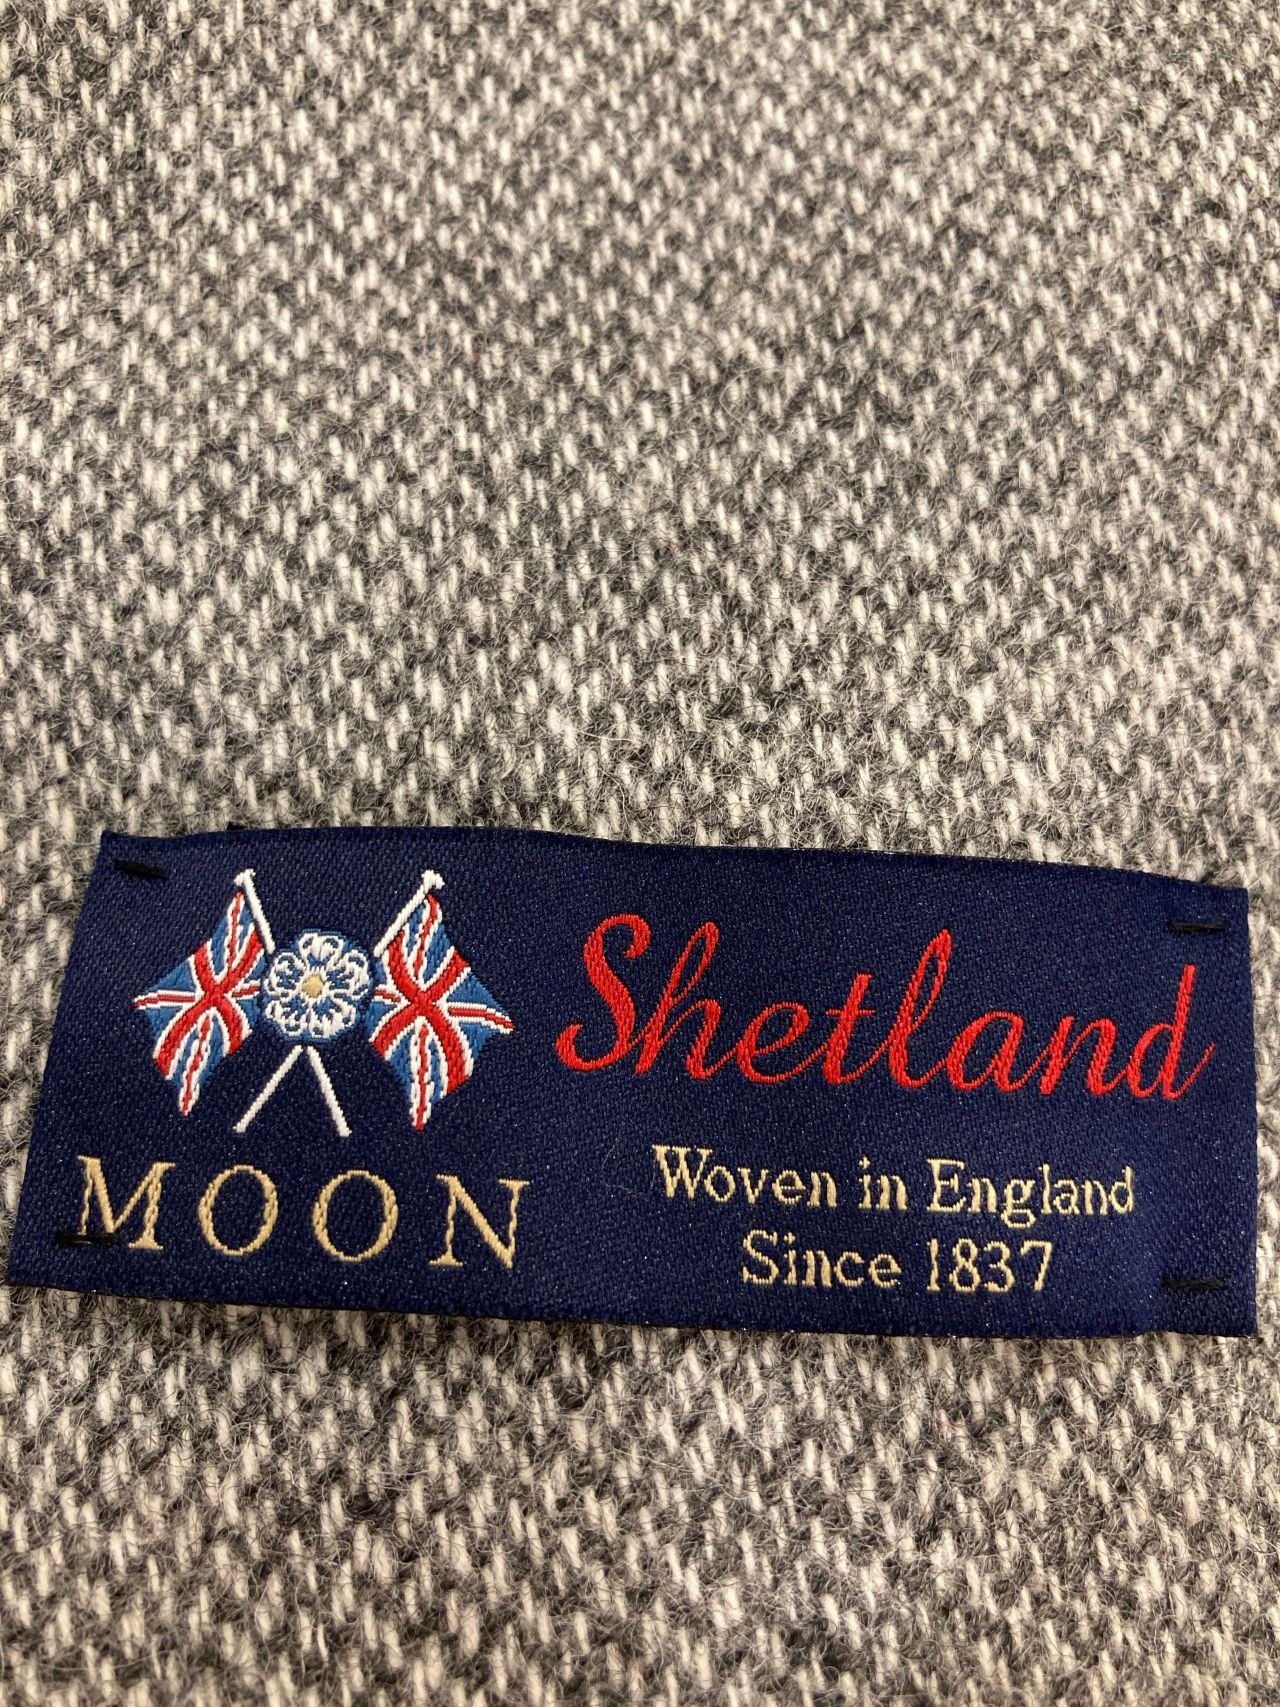 MOON
Shetland
Woven in England
Since 1837